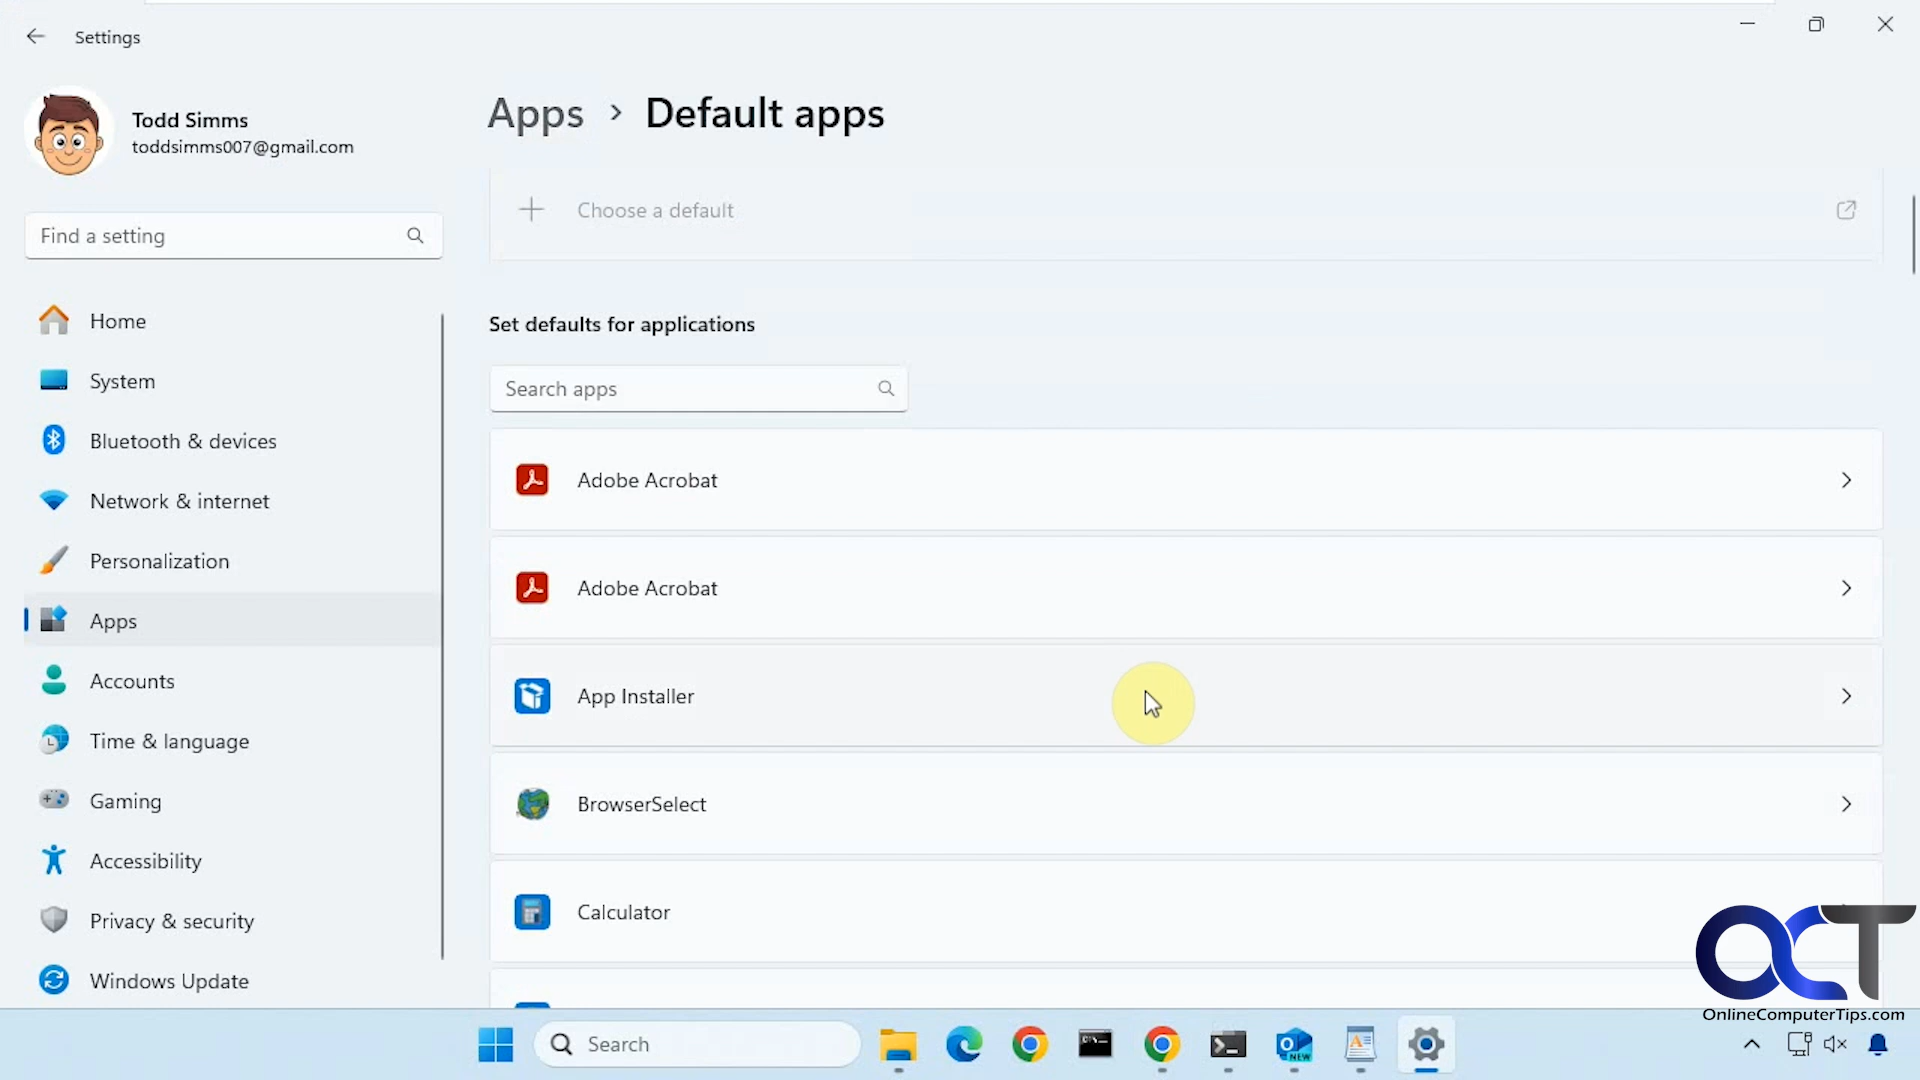 Settings
Todd Simms
toddsimms007@gmail.com
Find a setting
Home
System
Bluetooth & devices
Network & internet
Personalization
Apps
Accounts
Time & language
Gaming
Accessibility
Privacy & security
Windows Update
Apps > Default apps
Choose a default
Set defaults for applications
Search apps
Adobe Acrobat
Adobe Acrobat
App Installer
BrowserSelect
Calculator
OCT
OnlineComputerTips.com
Search
NEW